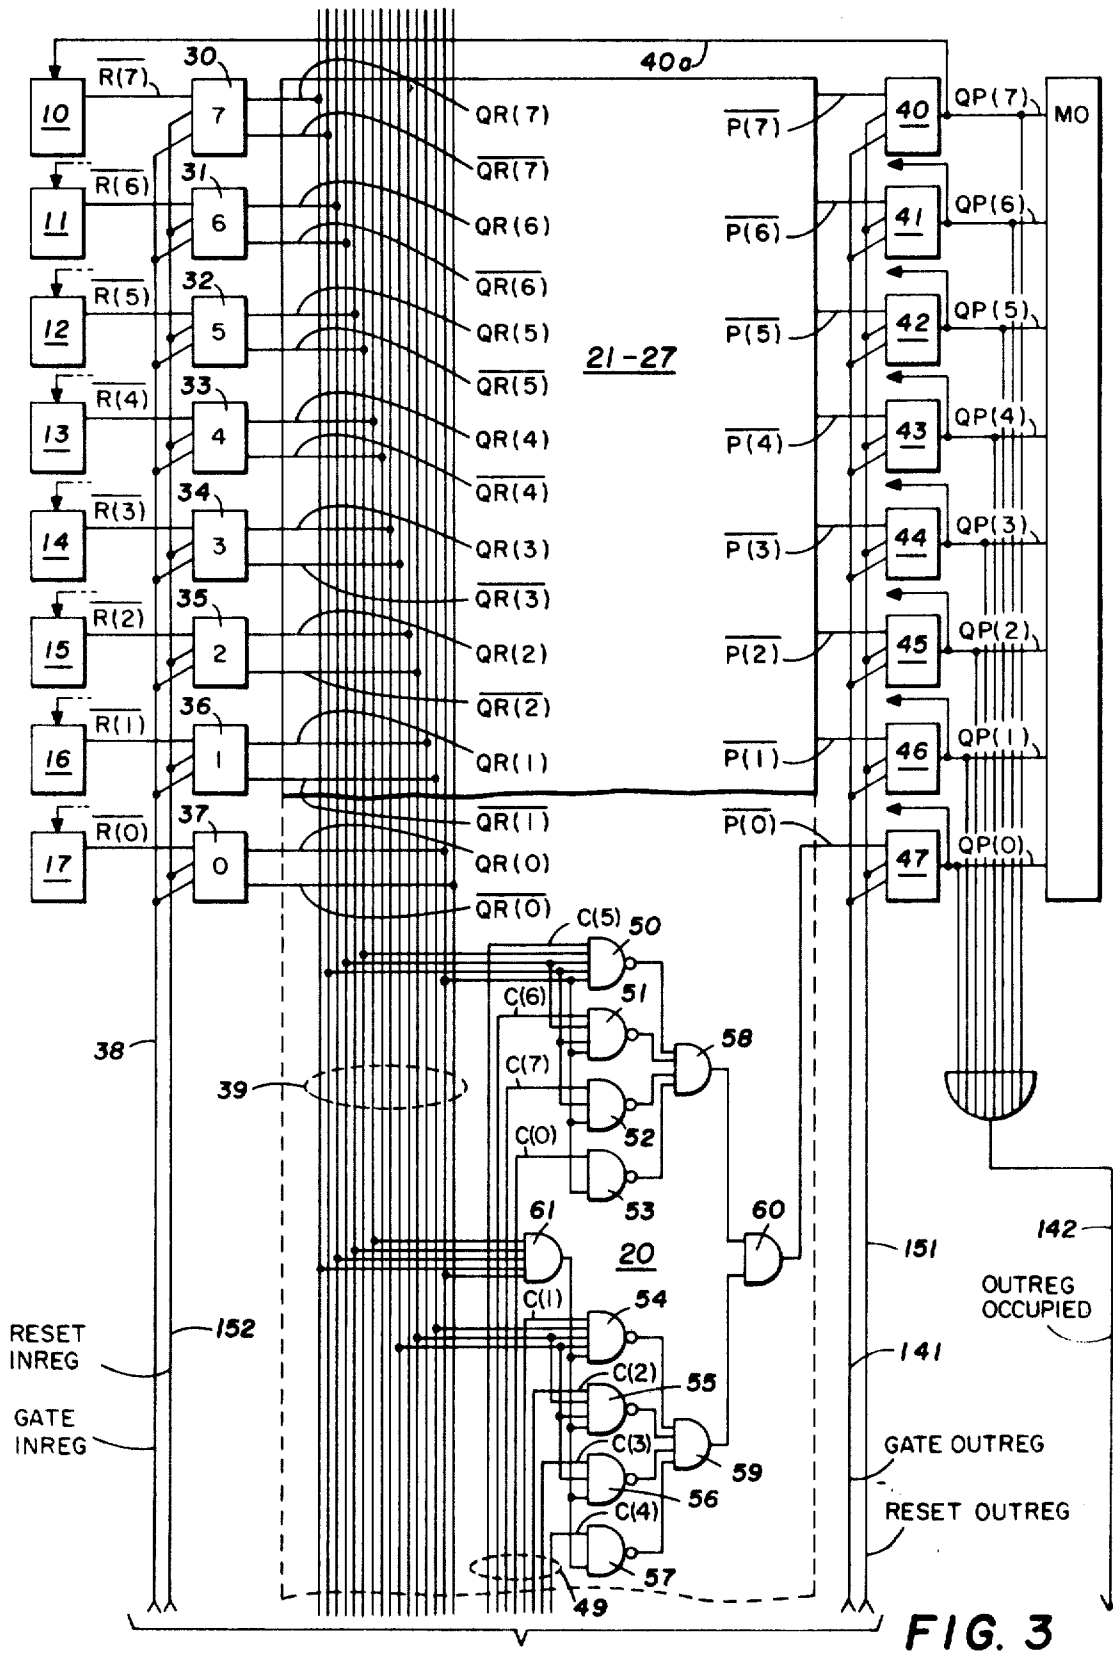 40a
R(7)
30
10
7
QR(7)
QR(7)
P(7)
40
QP(7)
MO
R(6)
31
11
6
QR(6)
QR(6)
P(6)
41
QP(6)
R(5)
32
12
5
QR(5)
QR(5)
21-27
P(5)
42
QP(5)
R(4)
33
13
4
QR(4)
QR(4)
P(4)
43
QP(4)
R(3)
34
14
3
QR(3)
QR(3)
P(3)
44
QP(3)
R(2)
35
15
2
QR(2)
QR(2)
P(2)
45
QP(2)
R(1)
36
16
1
QR(1)
QR(1)
P(1)
46
QP(1)
R(0)
37
17
0
QR(0)
QR(0)
P(0)
47
QP(0)
C(5)
50
C(6)
51
58
38
39
C(7)
52
C(0)
53
61
60
20
142
151
OUTREG
OCCUPIED
C(1)
54
RESET
INREG
152
141
C(2)
55
GATE
INREG
C(3)
59
56
GATE OUTREG
C(4)
RESET OUTREG
57
49
FIG. 3